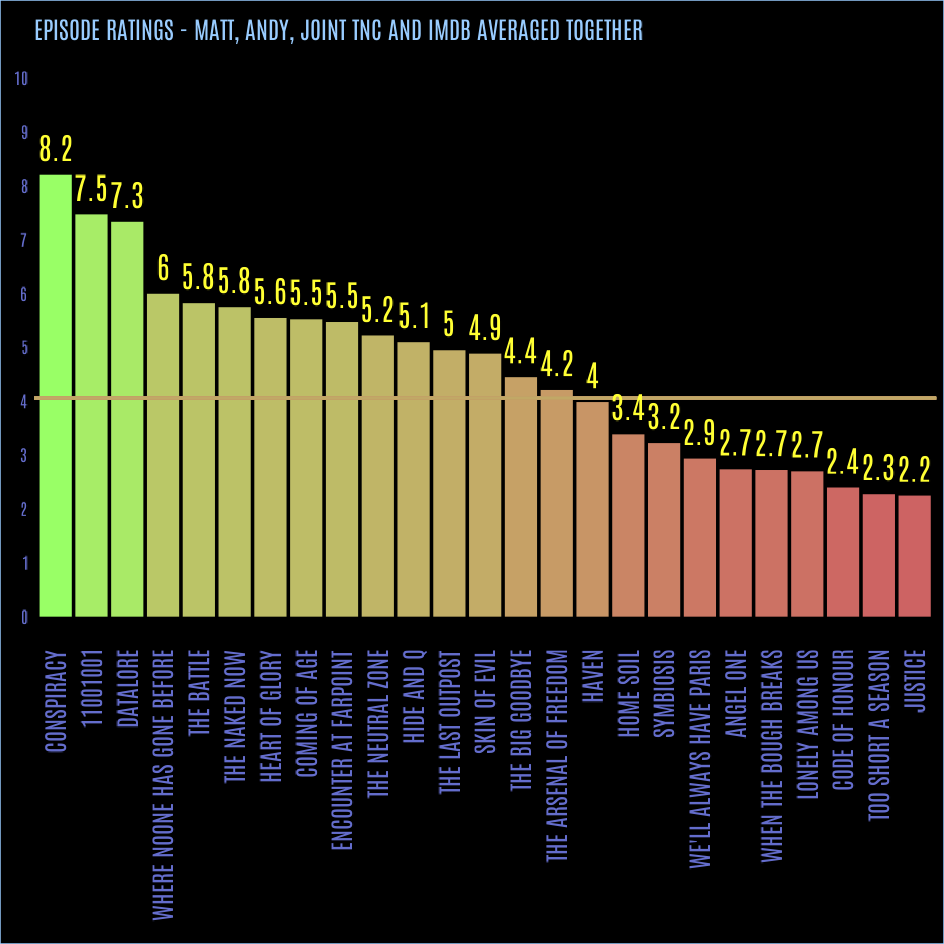 EPISODE RATINGS - MATT, ANDY, JOINT TNC AND IMDB AVERAGED TOGETHER
10
9
8
7
6
5
4
3
2
1
0
8.2
7.5
7.3
6
5.8
5.8
5.6
5.5
5.5
5.2
5.1
5
4.9
4.4
4.2
4
3.4
3.2
2.9
2.7
2.7
2.7
2.4
2.3
2.2
CONSPIRACY
11001001
DATALORE
WHERE NOONE HAS GONE BEFORE
THE BATTLE
THE NAKED NOW
HEART OF GLORY
COMING OF AGE
ENCOUNTER AT FARPOINT
THE NEUTRAL ZONE
HIDE AND Q
THE LAST OUTPOST
SKIN OF EVIL
THE BIG GOODBYE
THE ARSENAL OF FREEDOM
HAVEN
HOME SOIL
SYMBIOSIS
WE'LL ALWAYS HAVE PARIS
ANGEL ONE
WHEN THE BOUGH BREAKS
LONELY AMONG US
CODE OF HONOUR
TOO SHORT A SEASON
JUSTICE